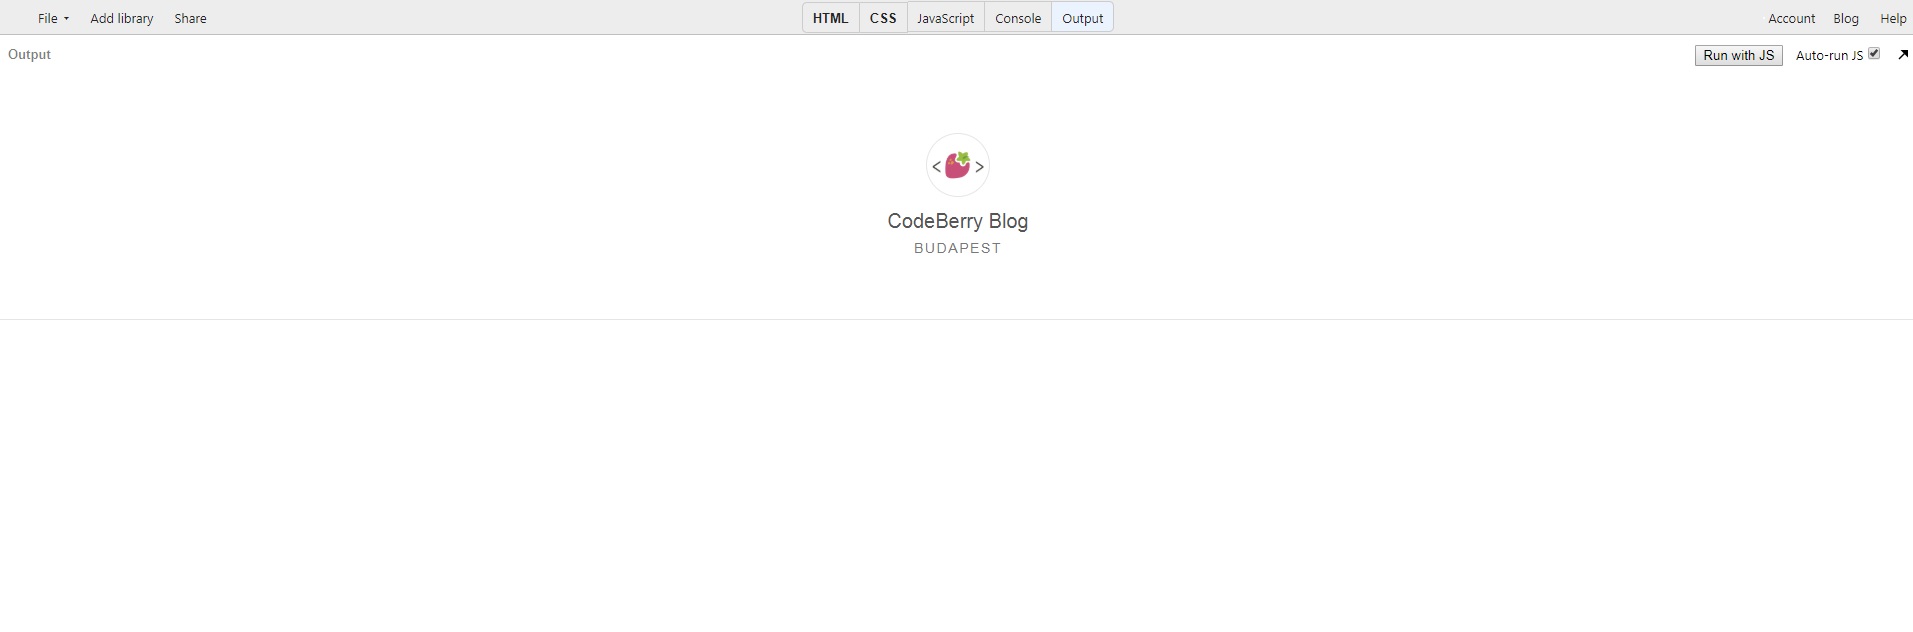 File Add library Share HTML CSS JavaScript Console Output Account Blog Help
Output Run with JS Auto-run JS
< >
CodeBerry Blog
BUDAPEST